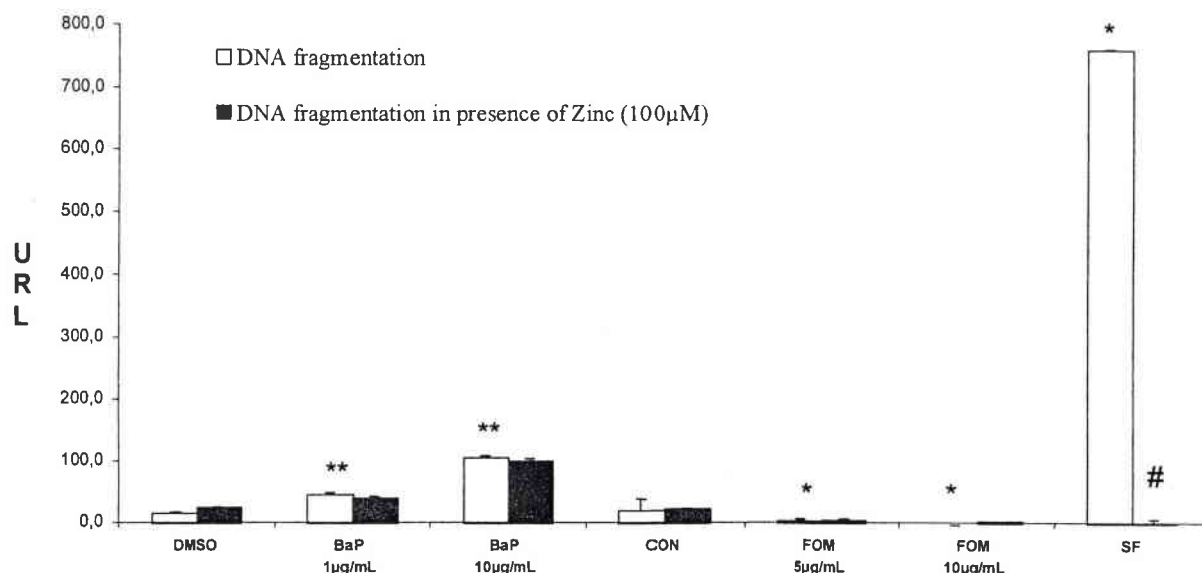 800,0
700,0
600,0
500,0
400,0
300,0
200,0
100,0
0,0
U
R
L
DNA fragmentation
DNA fragmentation in presence of Zinc (100µM)
*
**
**
*
*
#
DMSO
BaP
1µg/mL
BaP
10µg/mL
CON
FOM
5µg/mL
FOM
10µg/mL
SF